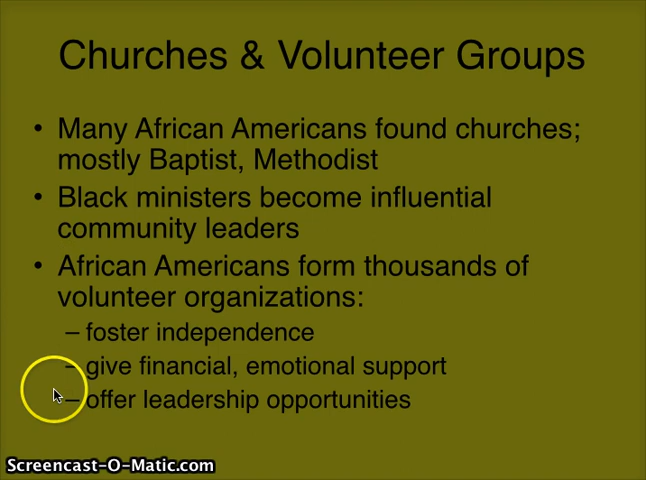 Churches & Volunteer Groups
• Many African Americans found churches;
mostly Baptist, Methodist
• Black ministers become influential
community leaders
• African Americans form thousands of
volunteer organizations:
– foster independence
– give financial, emotional support
– offer leadership opportunities
Screencast-O-Matic.com